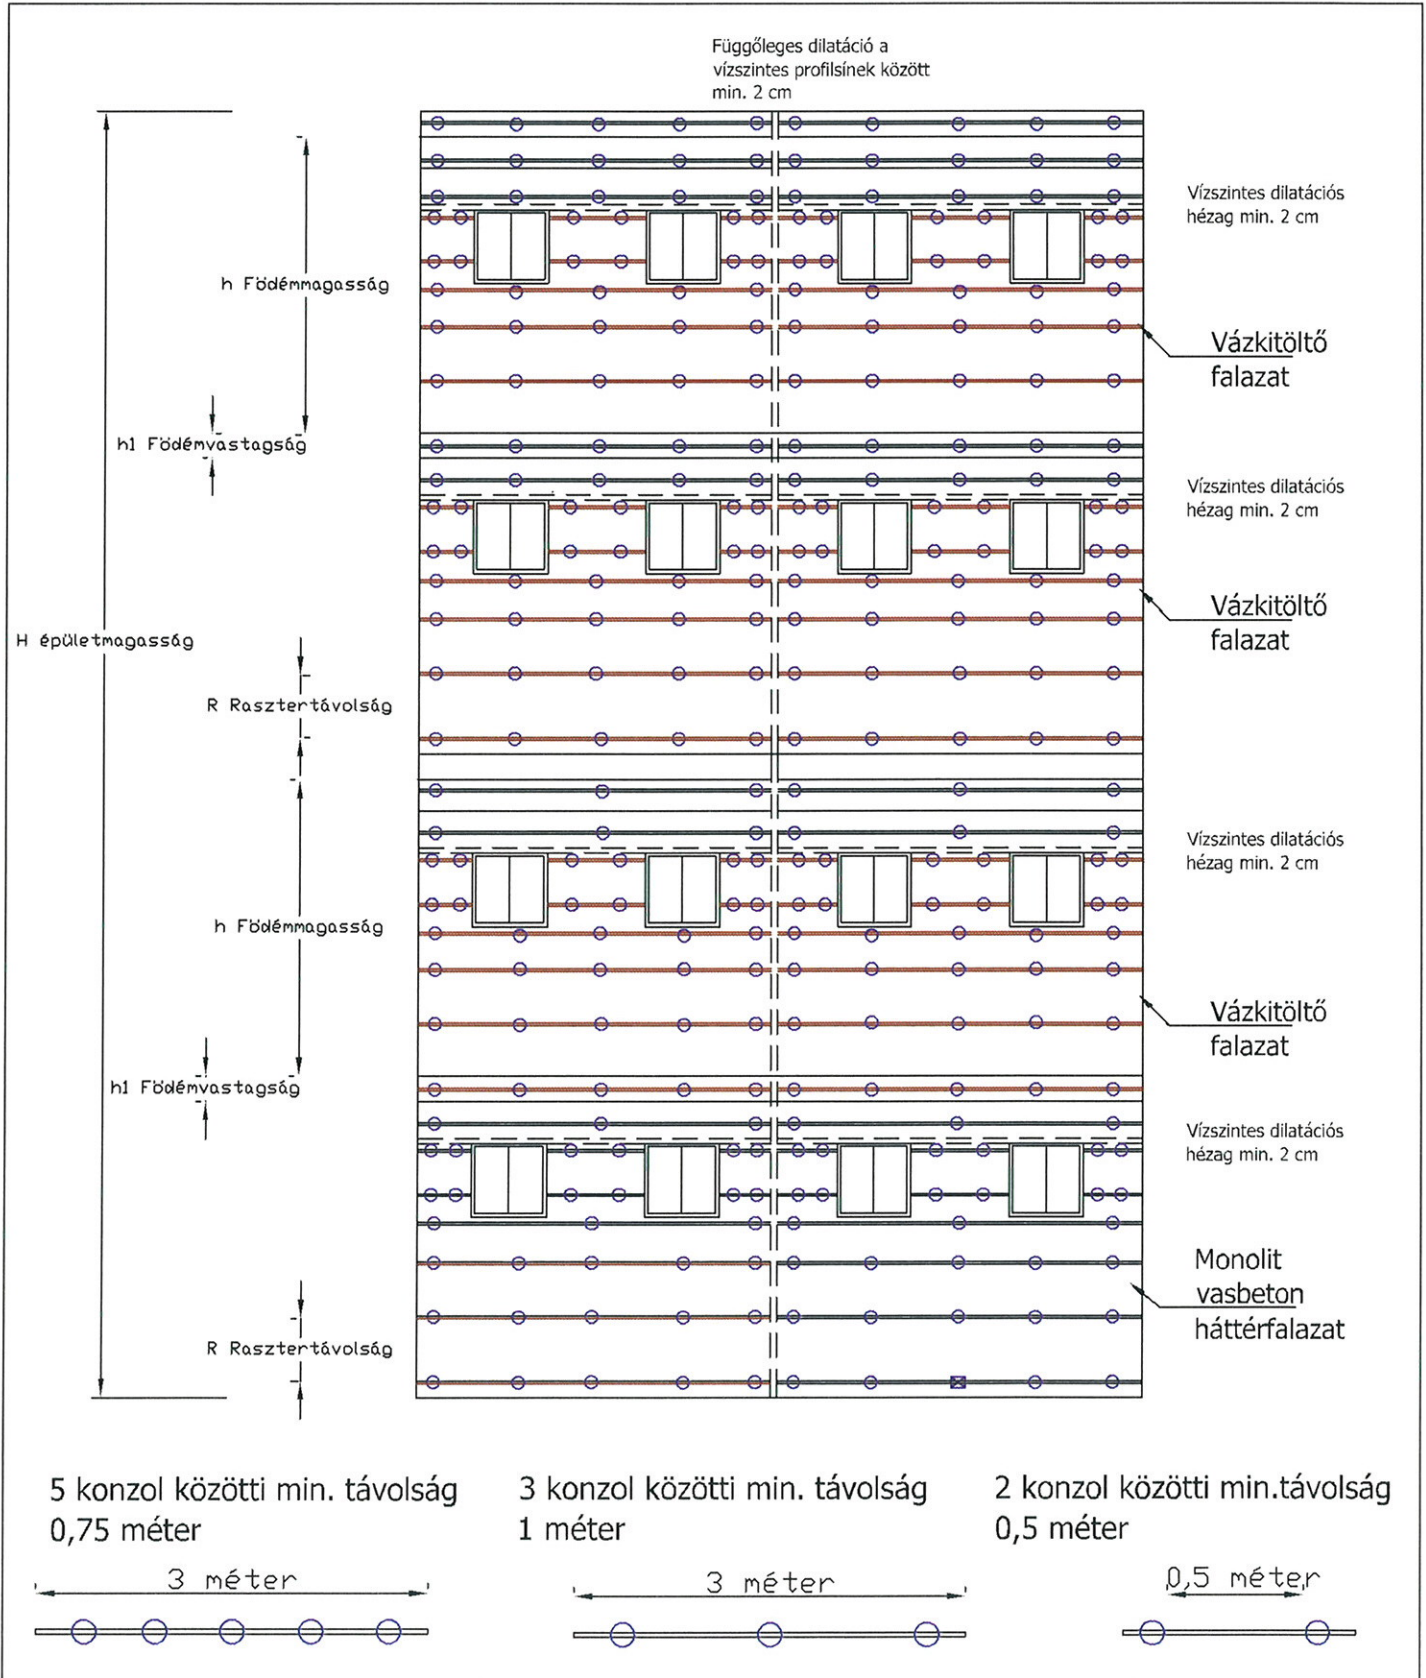 Függőleges dilatáció a
vízszintes profilsínek között
min. 2 cm
Vízszintes dilatációs
hézag min. 2 cm
h Födémmagasság
Vázkitöltő
falazat
h1 Födémvastagság
Vízszintes dilatációs
hézag min. 2 cm
Vázkitöltő
falazat
H épületmagasság
R Rasztertávolság
Vízszintes dilatációs
hézag min. 2 cm
h Födémmagasság
Vázkitöltő
falazat
h1 Födémvastagság
Vízszintes dilatációs
hézag min. 2 cm
Monolit
vasbeton
háttérfalazat
R Rasztertávolság
5 konzol közötti min. távolság
0,75 méter
3 méter
3 konzol közötti min. távolság
1 méter
3 méter
2 konzol közötti min.távolság
0,5 méter
0,5 méter